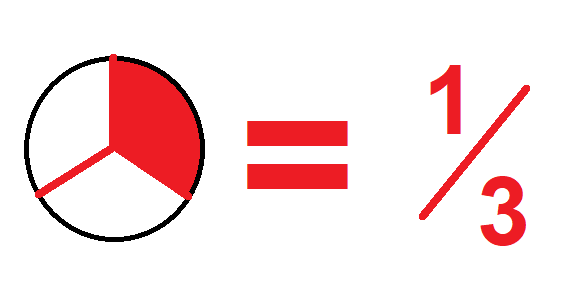 = 1/3